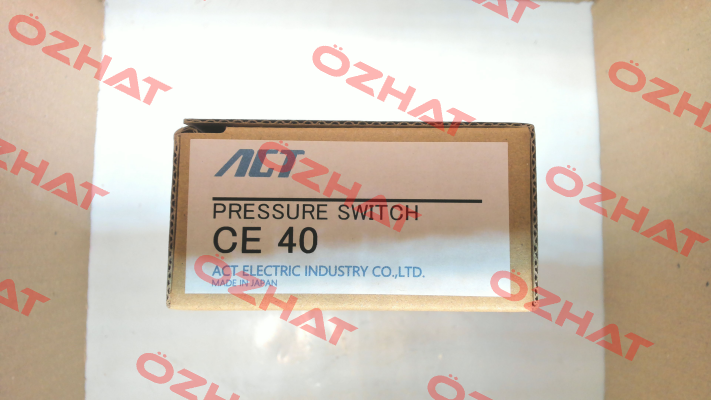 ACT
PRESSURE SWITCH
CE 40
ACT ELECTRIC INDUSTRY CO.,LTD.
MADE IN JAPAN
ÖZHAT
ÖZHAT
ÖZHAT
ÖZHAT
ÖZHAT
ÖZHAT
ÖZHAT
ÖZHAT
ÖZHAT
ÖZHAT
ÖZHAT